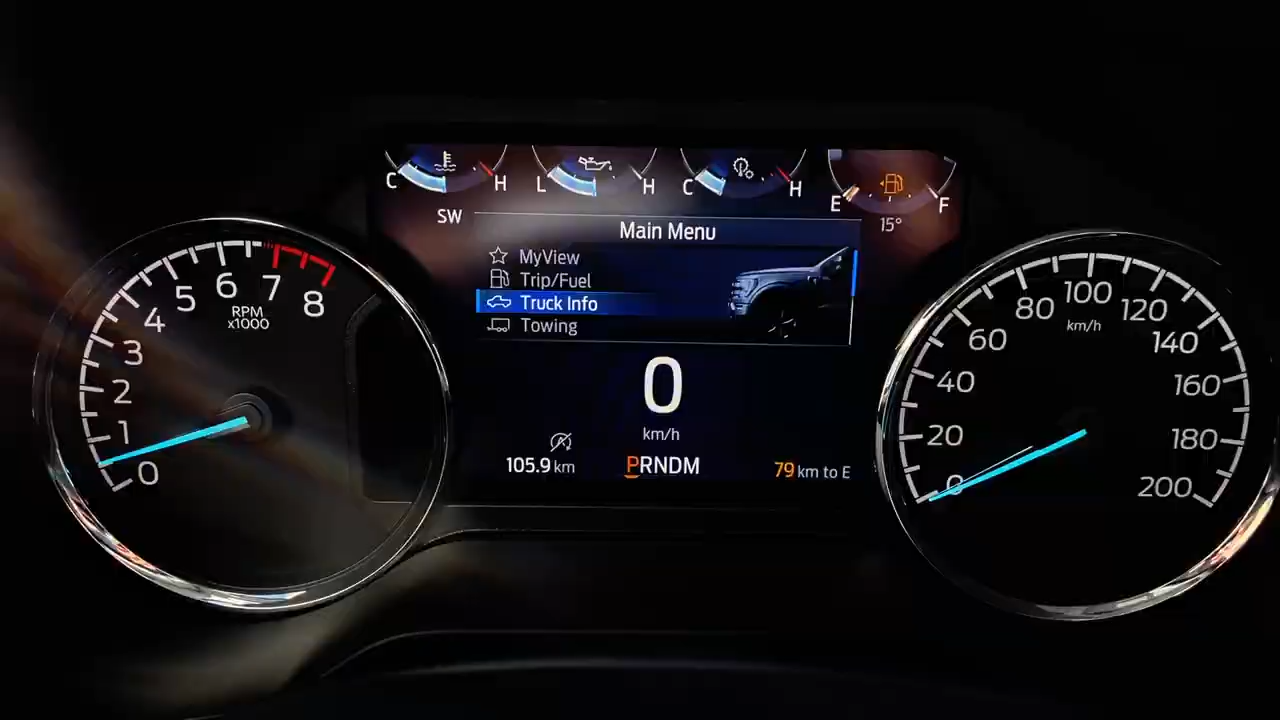 C H L H C H E F
SW
15°
Main Menu
MyView
Trip/Fuel
Truck Info
Towing
0
km/h
105.9 km
PRNDM
79 km to E
0 1 2 3 4 5 6 7 8
RPM
x1000
0 20 40 60 80 100 120 140 160 180 200
km/h